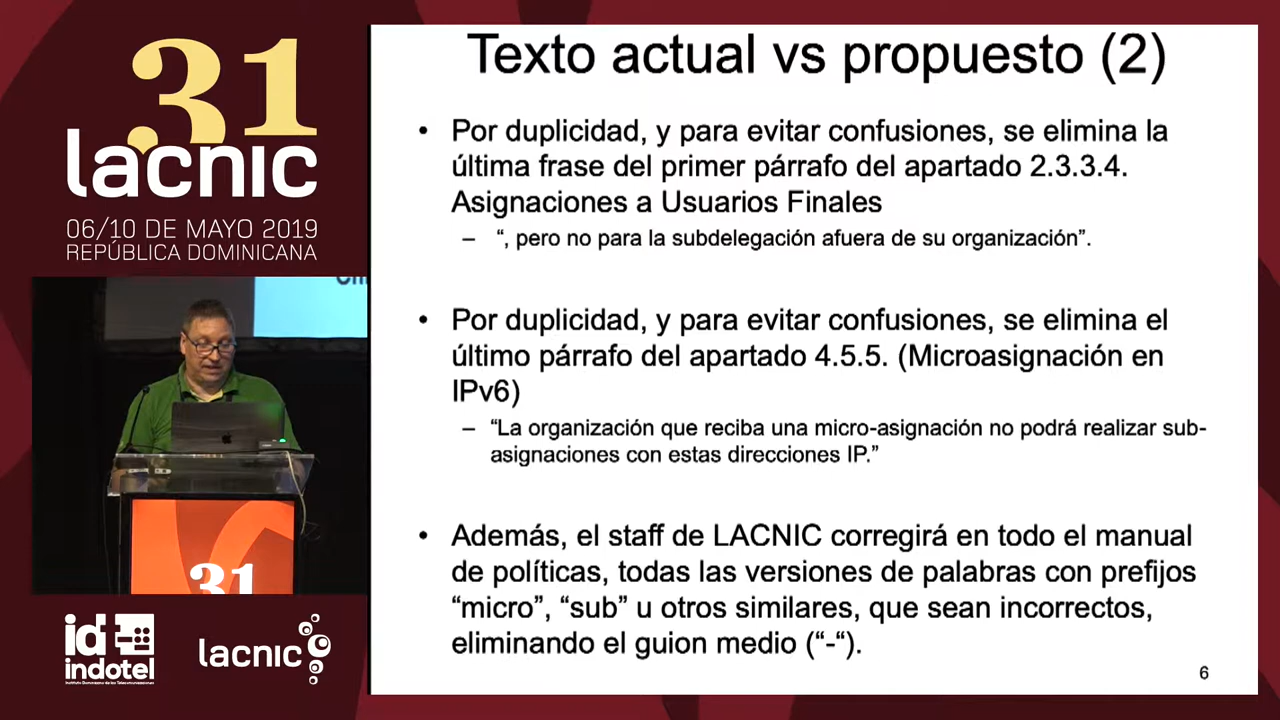 31
lacnic
06/10 DE MAYO 2019
REPÚBLICA DOMINICANA
31
id
indotel
lacnic
Texto actual vs propuesto (2)
• Por duplicidad, y para evitar confusiones, se elimina la
última frase del primer párrafo del apartado 2.3.3.4.
Asignaciones a Usuarios Finales
– “, pero no para la subdelegación afuera de su organización”.
• Por duplicidad, y para evitar confusiones, se elimina el
último párrafo del apartado 4.5.5. (Microasignación en
IPv6)
– “La organización que reciba una micro-asignación no podrá realizar sub-
asignaciones con estas direcciones IP.”
• Además, el staff de LACNIC corregirá en todo el manual
de políticas, todas las versiones de palabras con prefijos
“micro”, “sub” u otros similares, que sean incorrectos,
eliminando el guion medio (“-“).
6